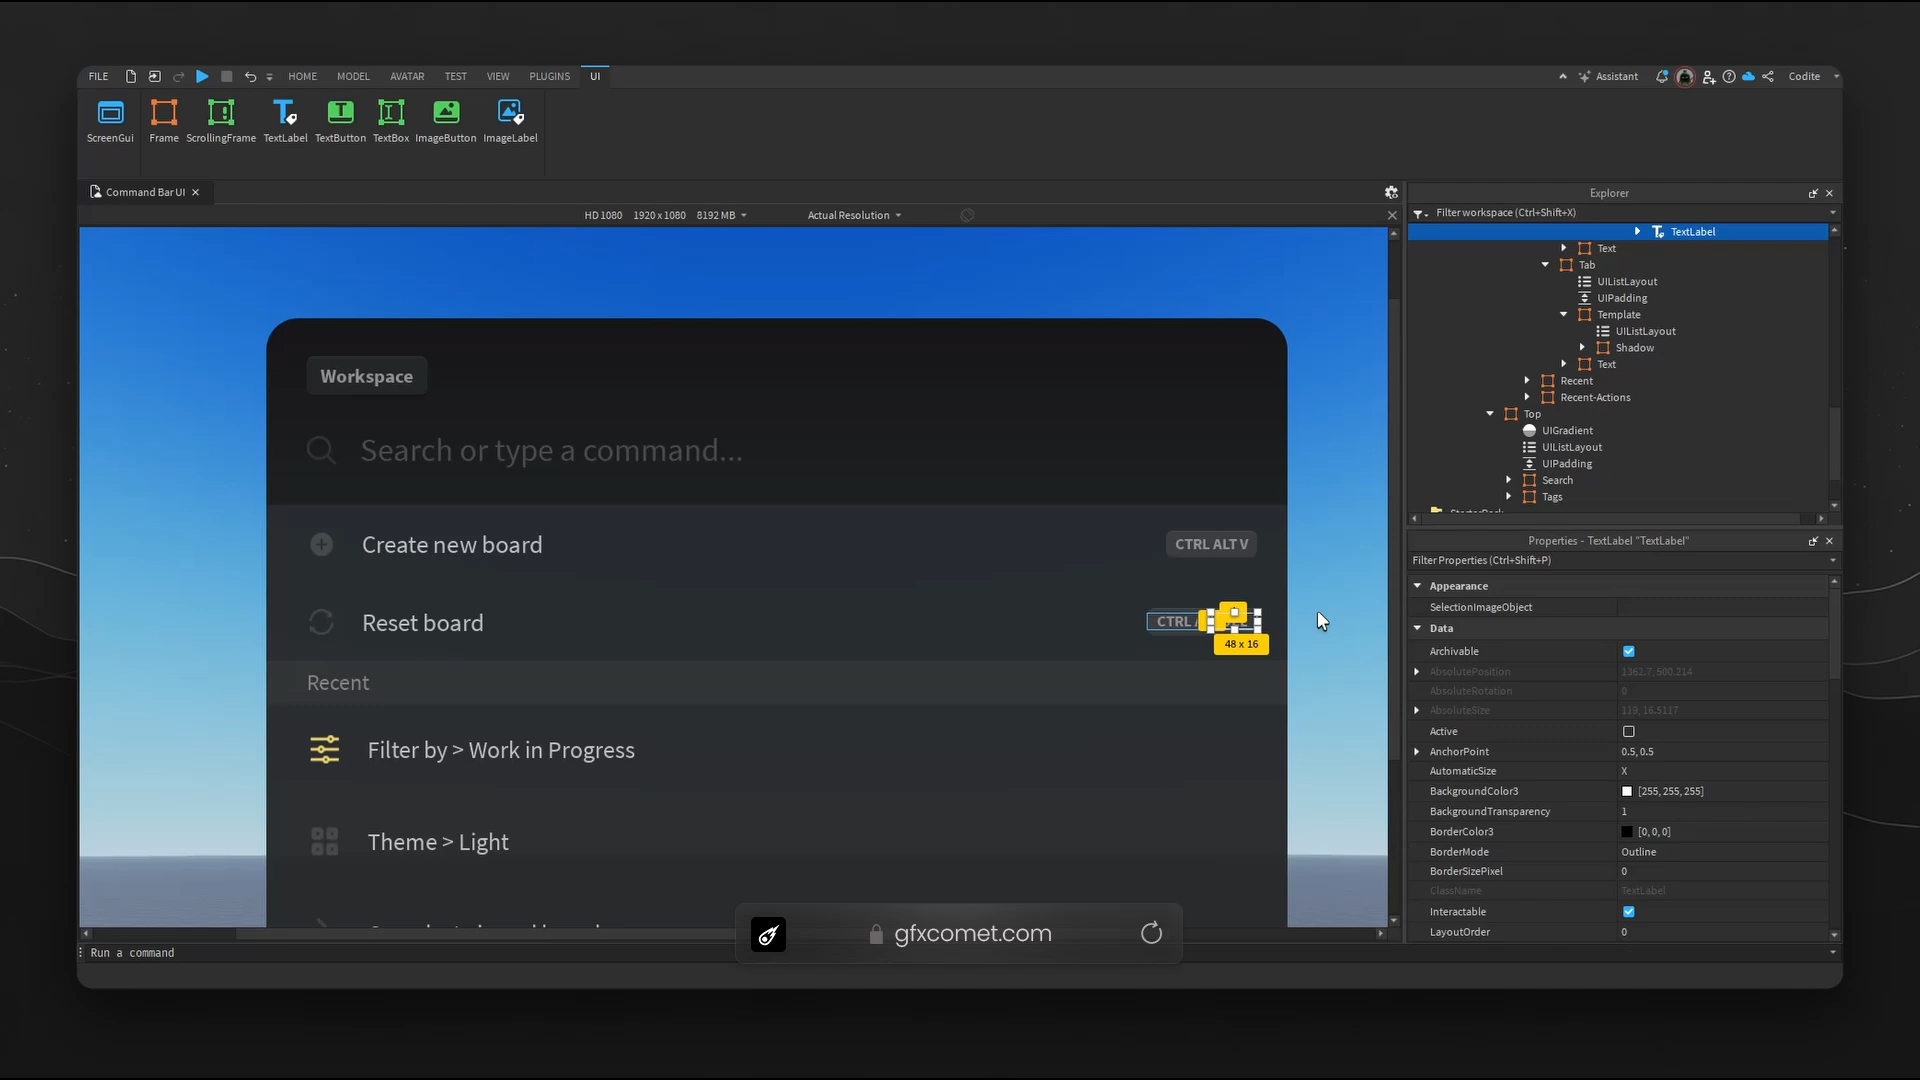 FILE HOME MODEL AVATAR TEST VIEW PLUGINS UI Assistant Codite
ScreenGui Frame ScrollingFrame TextLabel TextButton TextBox ImageButton ImageLabel
Command Bar UI
HD 1080 1920 x 1080 8192 MB Actual Resolution
Workspace
Search or type a command...
Create new board CTRL ALT V
Reset board CTRL
48 x 16
Recent
Filter by > Work in Progress
Theme > Light
gfxcomet.com
Run a command
Explorer
Filter workspace (Ctrl+Shift+X)
TextLabel
Text
Tab
UIListLayout
UIPadding
Template
UIListLayout
Shadow
Text
Recent
Recent-Actions
Top
UIGradient
UIListLayout
UIPadding
Search
Tags
Properties - TextLabel "TextLabel"
Filter Properties (Ctrl+Shift+P)
Appearance
SelectionImageObject
Data
Archivable
AbsolutePosition 1362.7, 500.214
AbsoluteRotation 0
AbsoluteSize 119, 16.5117
Active
AnchorPoint 0.5, 0.5
AutomaticSize X
BackgroundColor3 [255, 255, 255]
BackgroundTransparency 1
BorderColor3 [0, 0, 0]
BorderMode Outline
BorderSizePixel 0
ClassName TextLabel
Interactable
LayoutOrder 0